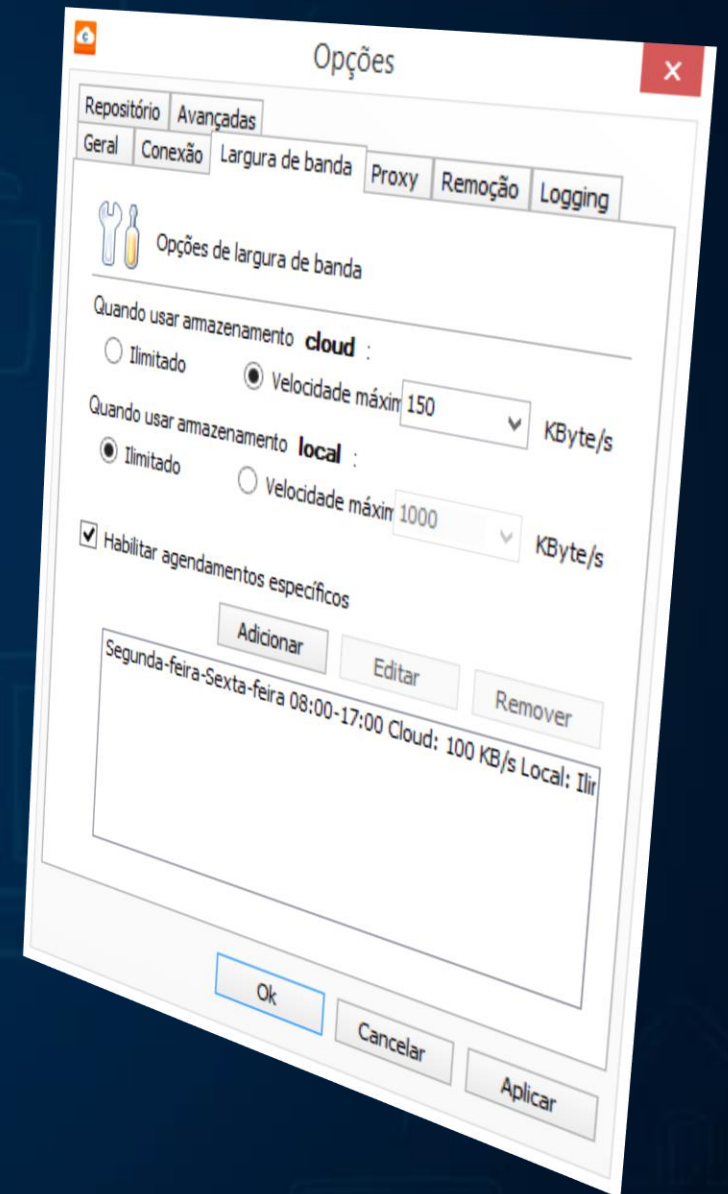 Opções
Repositório Avançadas
Geral Conexão Largura de banda Proxy Remoção Logging
Opções de largura de banda
Quando usar armazenamento cloud :
Ilimitado Velocidade máxim 150 KByte/s
Quando usar armazenamento local :
Ilimitado Velocidade máxim 1000 KByte/s
Habilitar agendamentos específicos
Adicionar Editar Remover
Segunda-feira-Sexta-feira 08:00-17:00 Cloud: 100 KB/s Local: Ilir
Ok Cancelar Aplicar